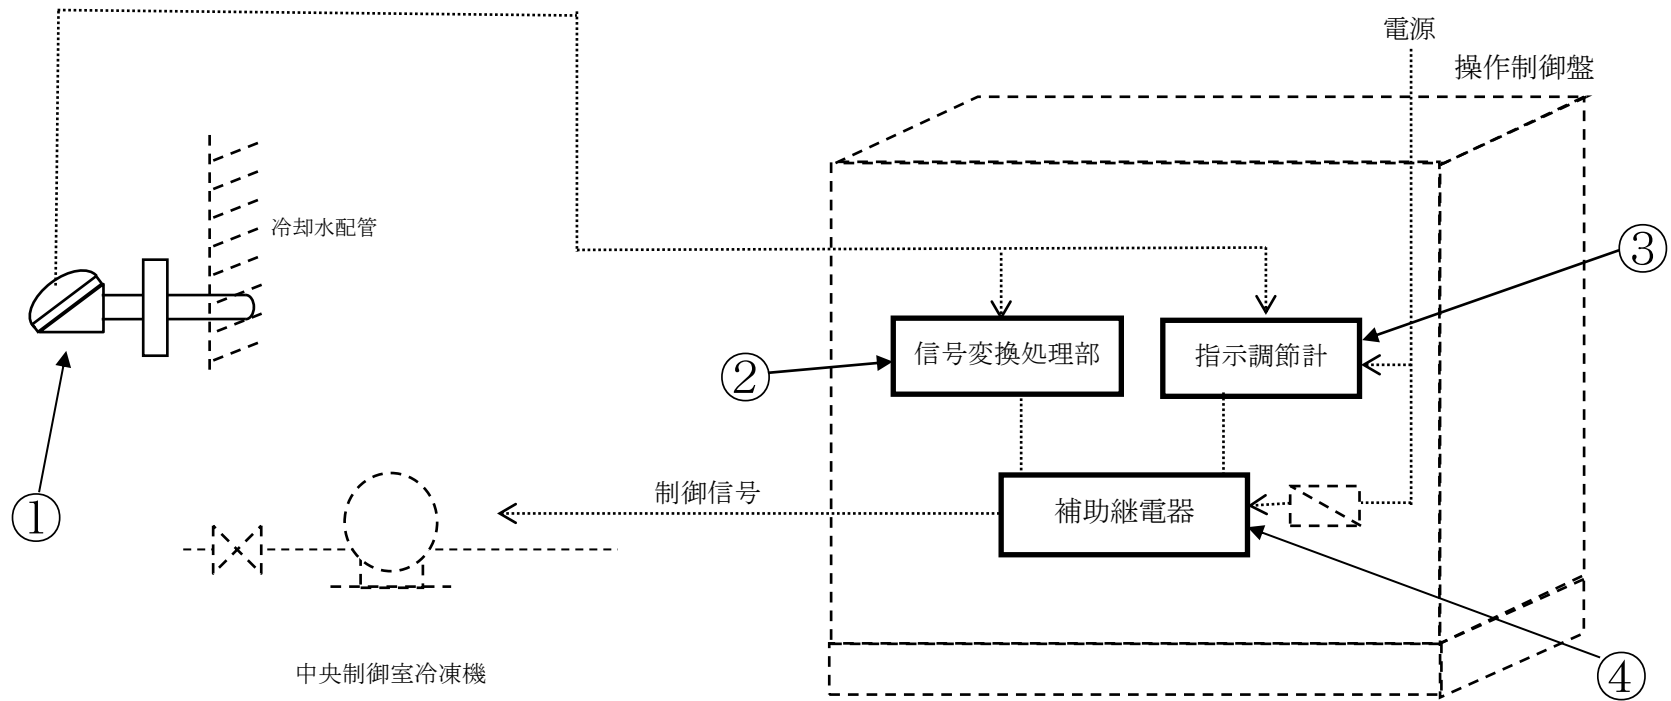 電源
操作制御盤
冷却水配管
③
信号変換処理部
指示調節計
②
制御信号
①
補助継電器
④
中央制御室冷凍機